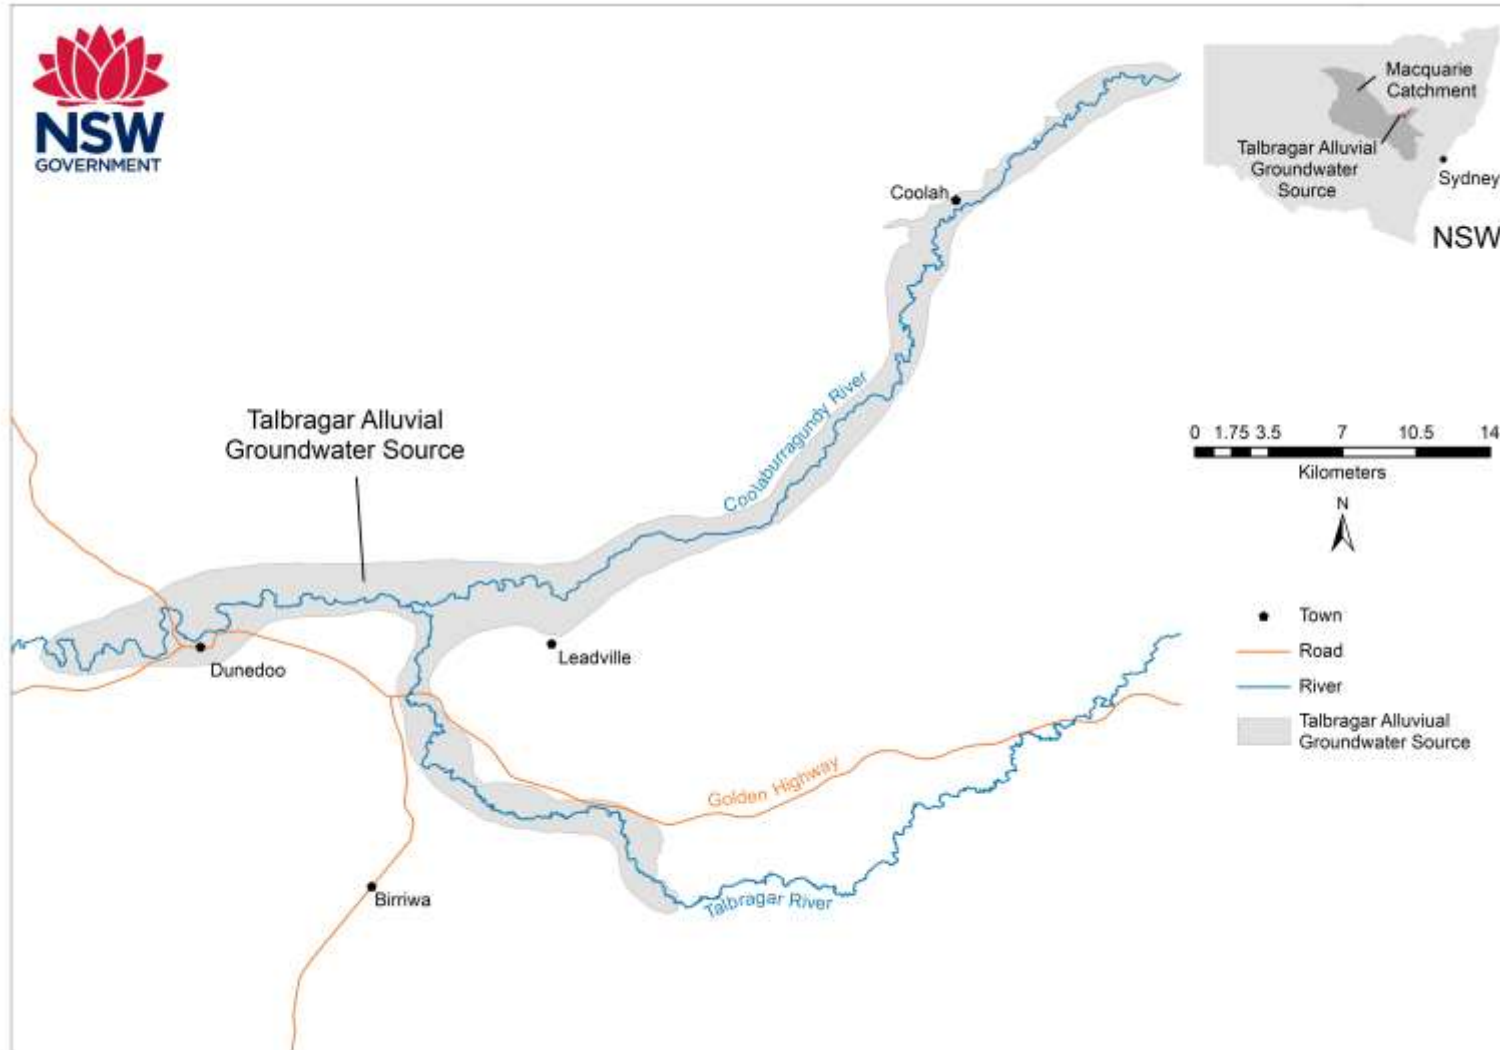 NSW
GOVERNMENT
Macquarie
Catchment
Talbragar Alluvial
Groundwater
Source
Sydney
NSW
Coolah
Coolaburragundy River
Talbragar Alluvial
Groundwater Source
0 1.75 3.5 7 10.5 14
Kilometers
N
Dunedoo
Leadville
Town
Road
River
Talbragar Alluviual
Groundwater Source
Golden Highway
Birriwa
Talbragar River